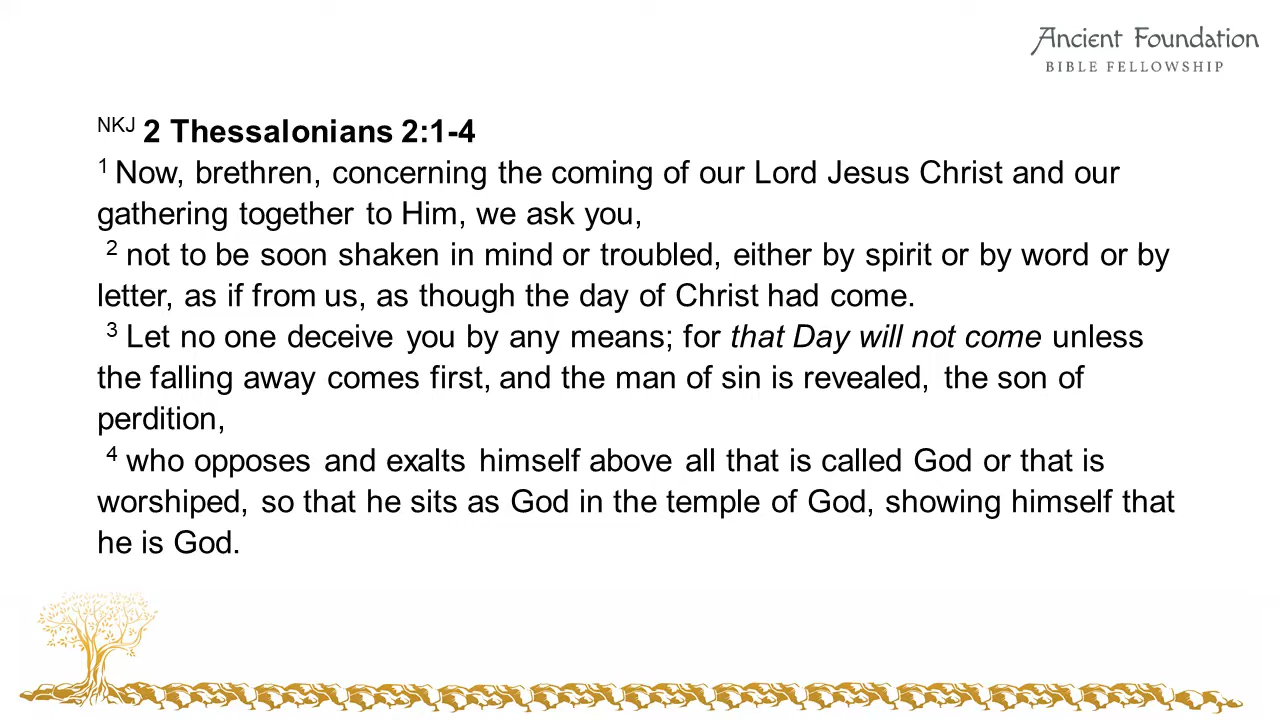 Ancient Foundation
BIBLE FELLOWSHIP
NKJ 2 Thessalonians 2:1-4
1 Now, brethren, concerning the coming of our Lord Jesus Christ and our
gathering together to Him, we ask you,
2 not to be soon shaken in mind or troubled, either by spirit or by word or by
letter, as if from us, as though the day of Christ had come.
3 Let no one deceive you by any means; for that Day will not come unless
the falling away comes first, and the man of sin is revealed, the son of
perdition,
4 who opposes and exalts himself above all that is called God or that is
worshiped, so that he sits as God in the temple of God, showing himself that
he is God.